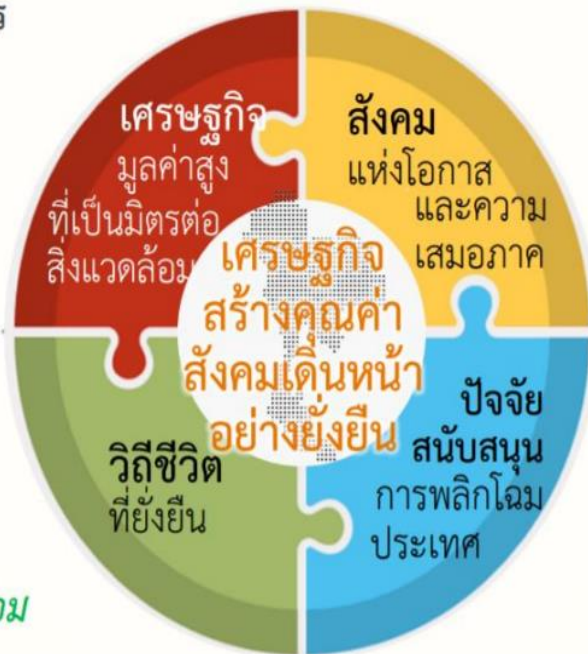 เศรษฐกิจ
มูลค่าสูง
ที่เป็นมิตรต่อ
สิ่งแวดล้อม
สังคม
แห่งโอกาส
และความ
เสมอภาค
เศรษฐกิจ
สร้างคุณค่า
สังคมเดินหน้า
อย่างยั่งยืน
วิถีชีวิต
ที่ยั่งยืน
ปัจจัย
สนับสนุน
การพลิกโฉม
ประเทศ